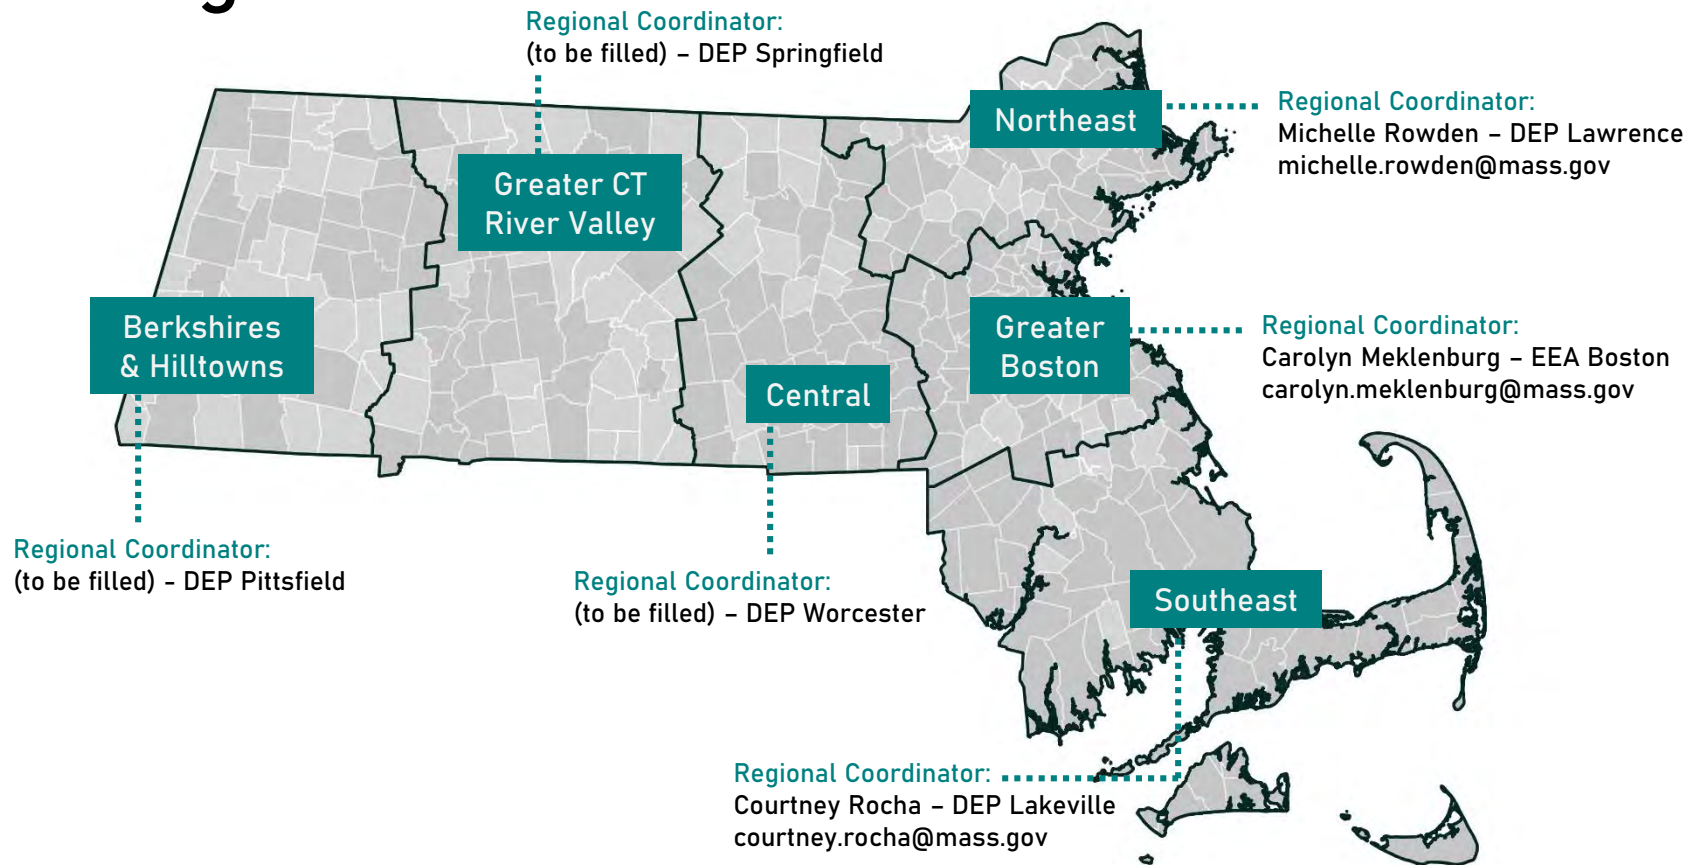 Regional Coordinator:
(to be filled) – DEP Springfield
Northeast
Regional Coordinator:
Michelle Rowden – DEP Lawrence
michelle.rowden@mass.gov
Greater CT
River Valley
Berkshires
& Hilltowns
Greater
Boston
Regional Coordinator:
Carolyn Meklenburg – EEA Boston
carolyn.meklenburg@mass.gov
Central
Regional Coordinator:
(to be filled) - DEP Pittsfield
Regional Coordinator:
(to be filled) – DEP Worcester
Southeast
Regional Coordinator:
Courtney Rocha – DEP Lakeville
courtney.rocha@mass.gov